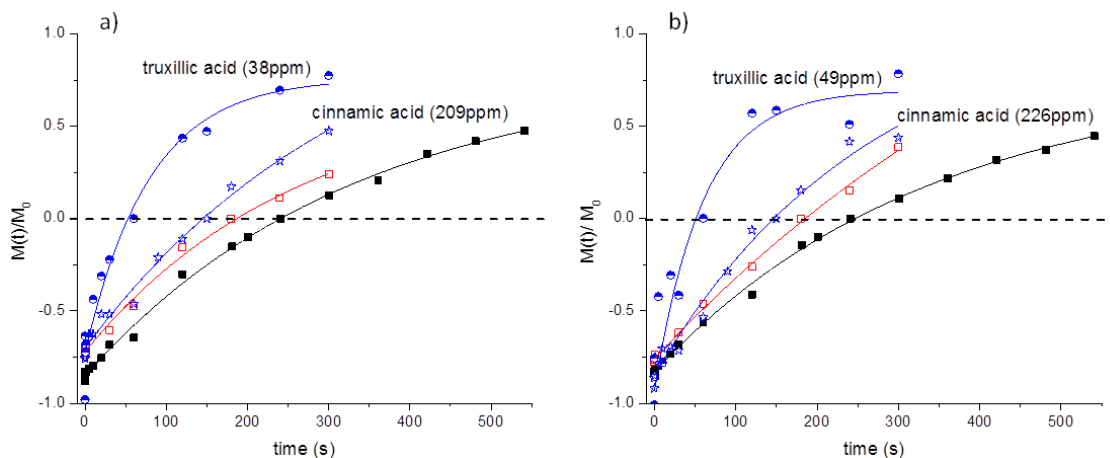 a)
truxillic acid (38ppm)
cinnamic acid (209ppm)
1.0
0.5
0.0
-0.5
-1.0
M(t)/M₀
0
100
200
300
400
500
time (s)
b)
truxillic acid (49ppm)
cinnamic acid (226ppm)
1.0
0.5
0.0
-0.5
-1.0
M(t)/ M₀
0
100
200
300
400
500
time (s)